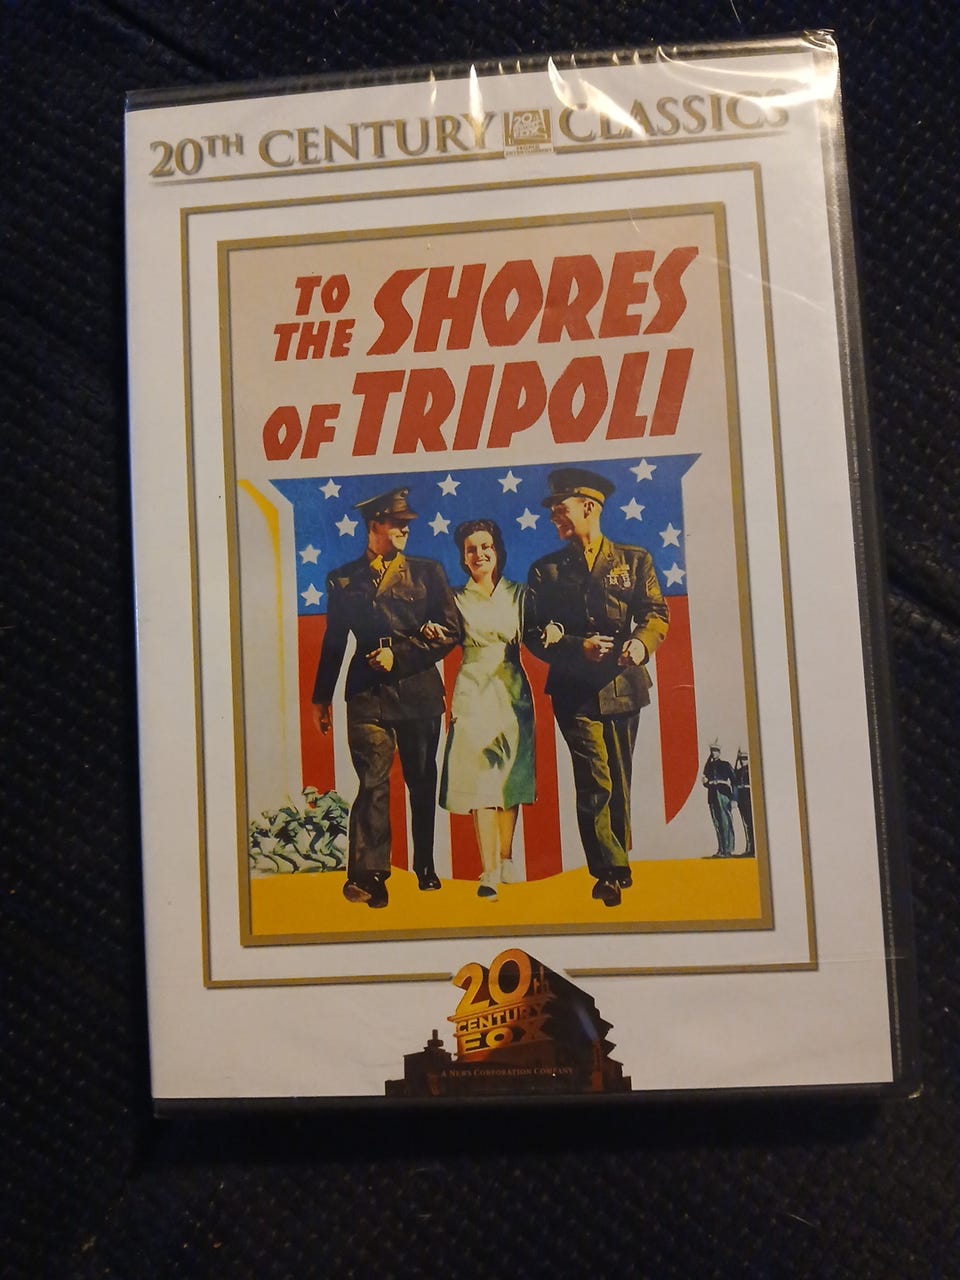 20TH CENTURY CLASSICS
TO
THE SHORES
OF TRIPOLI
20th
CENTURY
FOX
A NEWS CORPORATION COMPANY